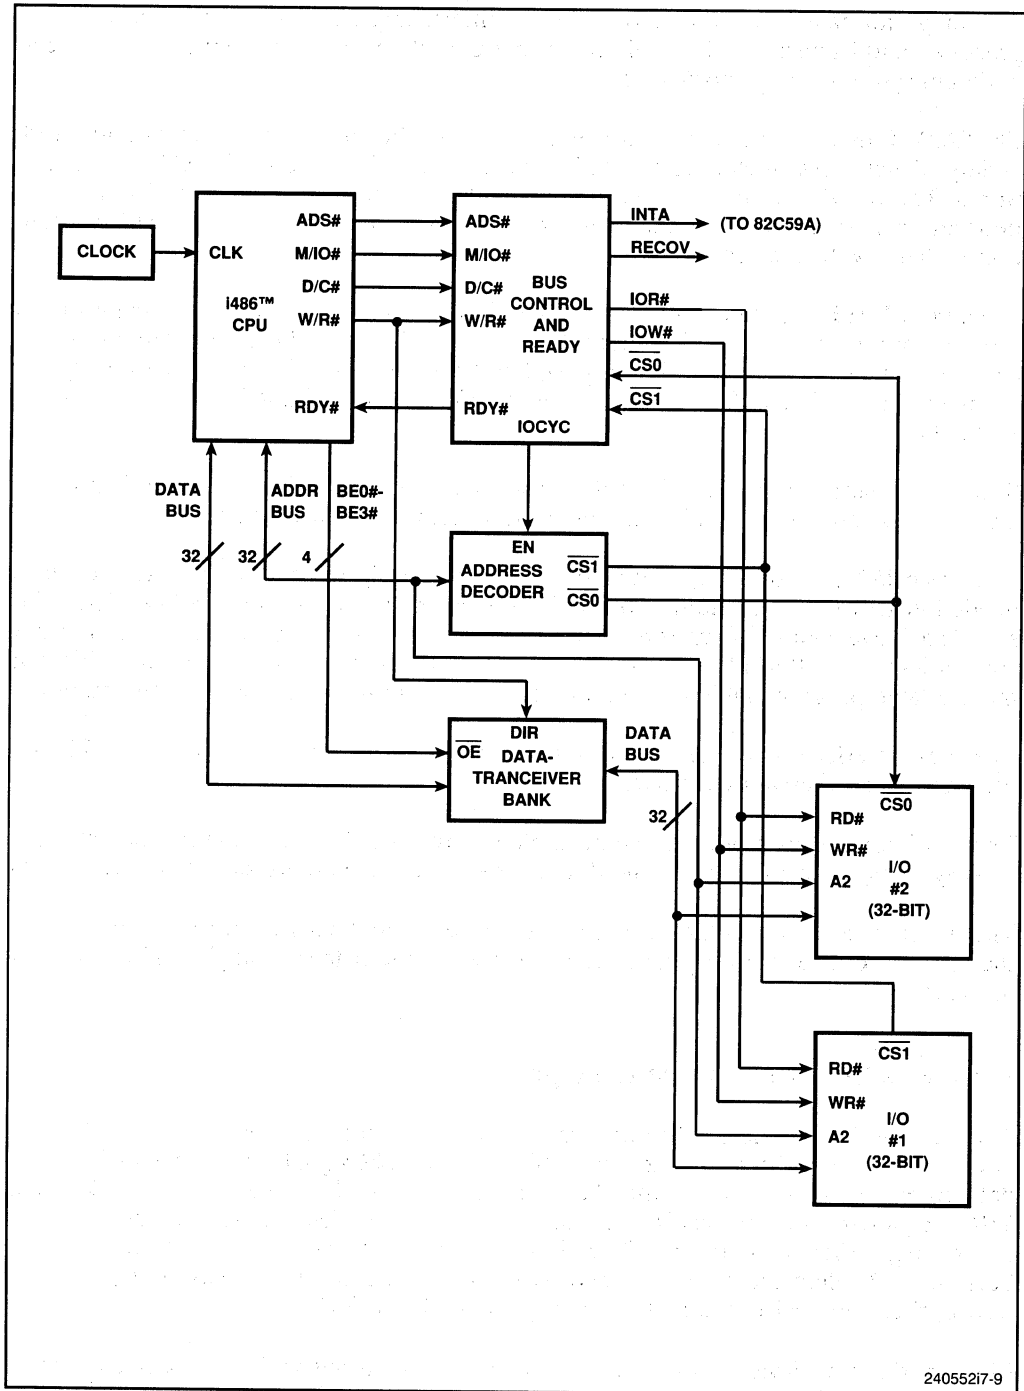 CLOCK
CLK
i486™
CPU
ADS#
M/IO#
D/C#
W/R#
RDY#
ADS#
M/IO#
D/C#
W/R#
RDY#
BUS
CONTROL
AND
READY
IOCYC
INTA
(TO 82C59A)
RECOV
IOR#
IOW#
CS0
CS1
DATA
BUS
32
ADDR
BUS
32
BE0#-
BE3#
4
EN
ADDRESS
DECODER
CS1
CS0
DIR
OE
DATA-
TRANCEIVER
BANK
DATA
BUS
32
CS0
RD#
WR#
A2
I/O
#2
(32-BIT)
CS1
RD#
WR#
A2
I/O
#1
(32-BIT)
240552i7-9